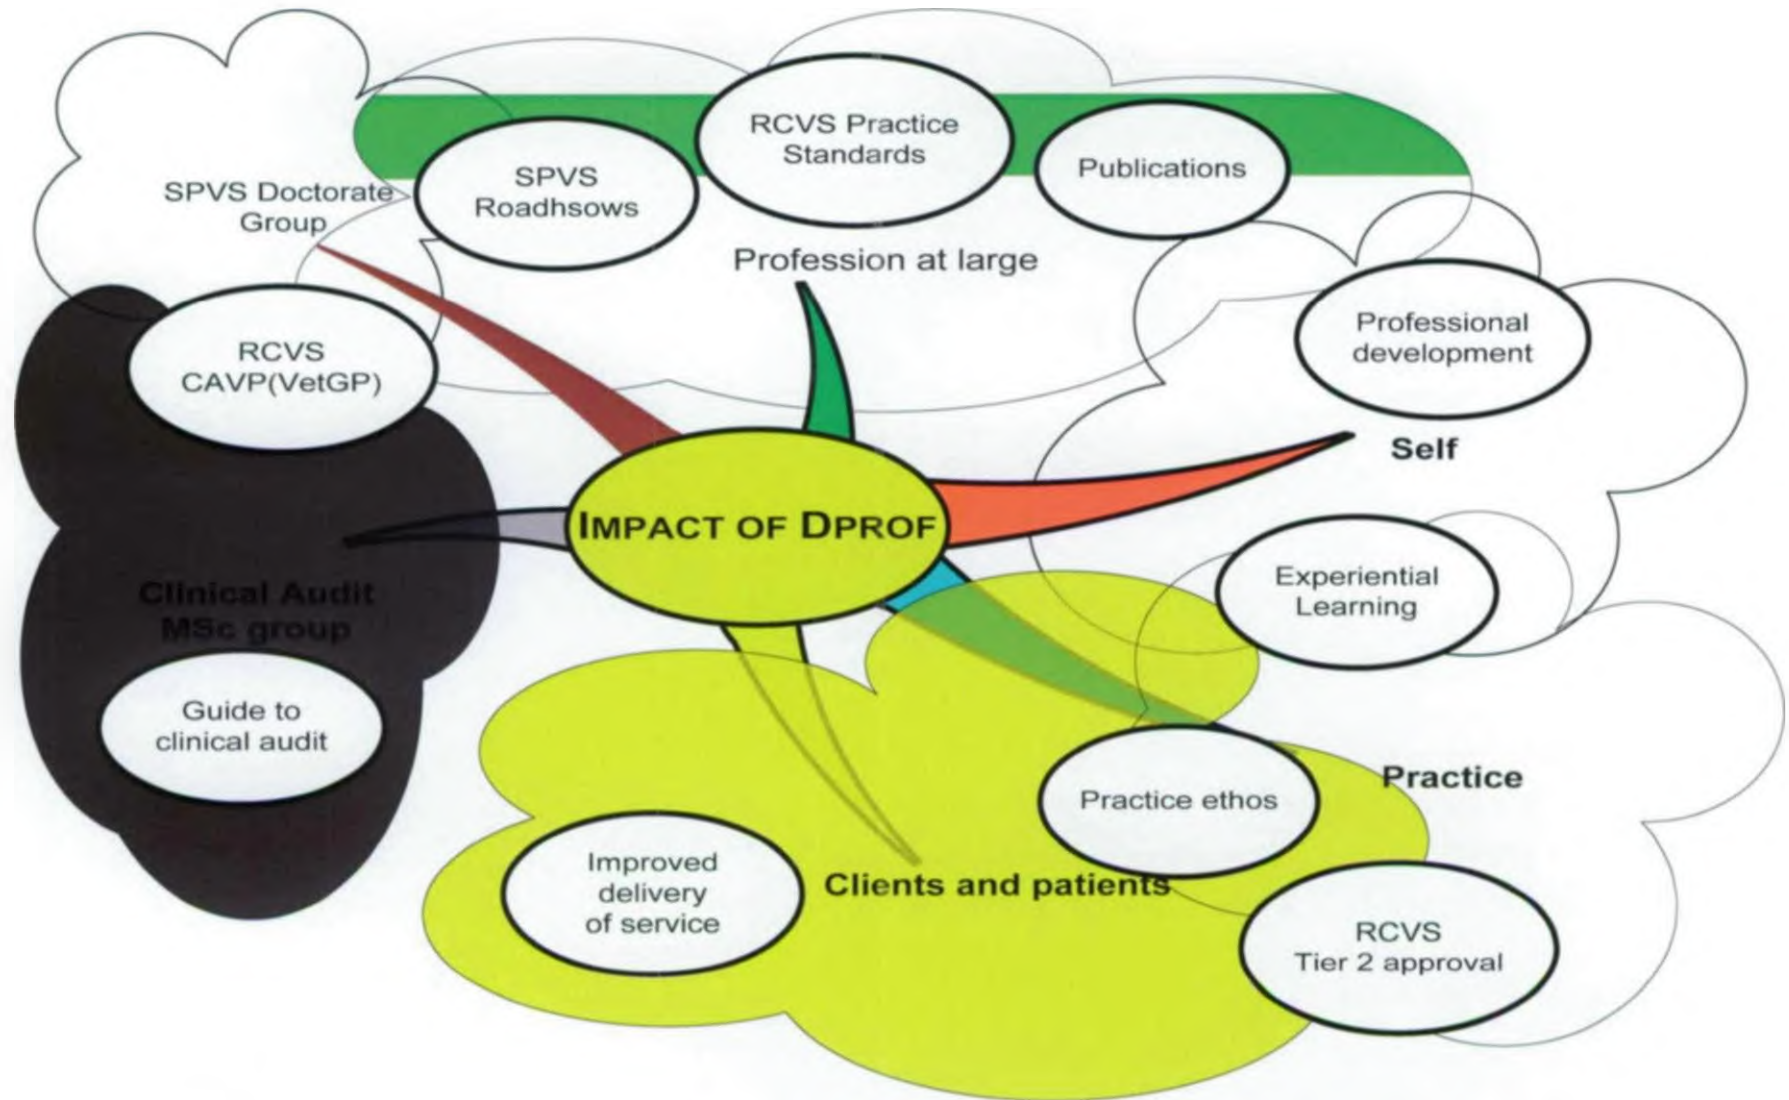 RCVS Practice
Standards
Publications
SPVS
Roadhsows
SPVS Doctorate
Group
Profession at large
RCVS
CAVP(VetGP)
Professional
development
Self
IMPACT OF DPROF
Experiential
Learning
Clinical Audit
MSc group
Guide to
clinical audit
Practice
Practice ethos
Improved
delivery
of service
Clients and patients
RCVS
Tier 2 approval